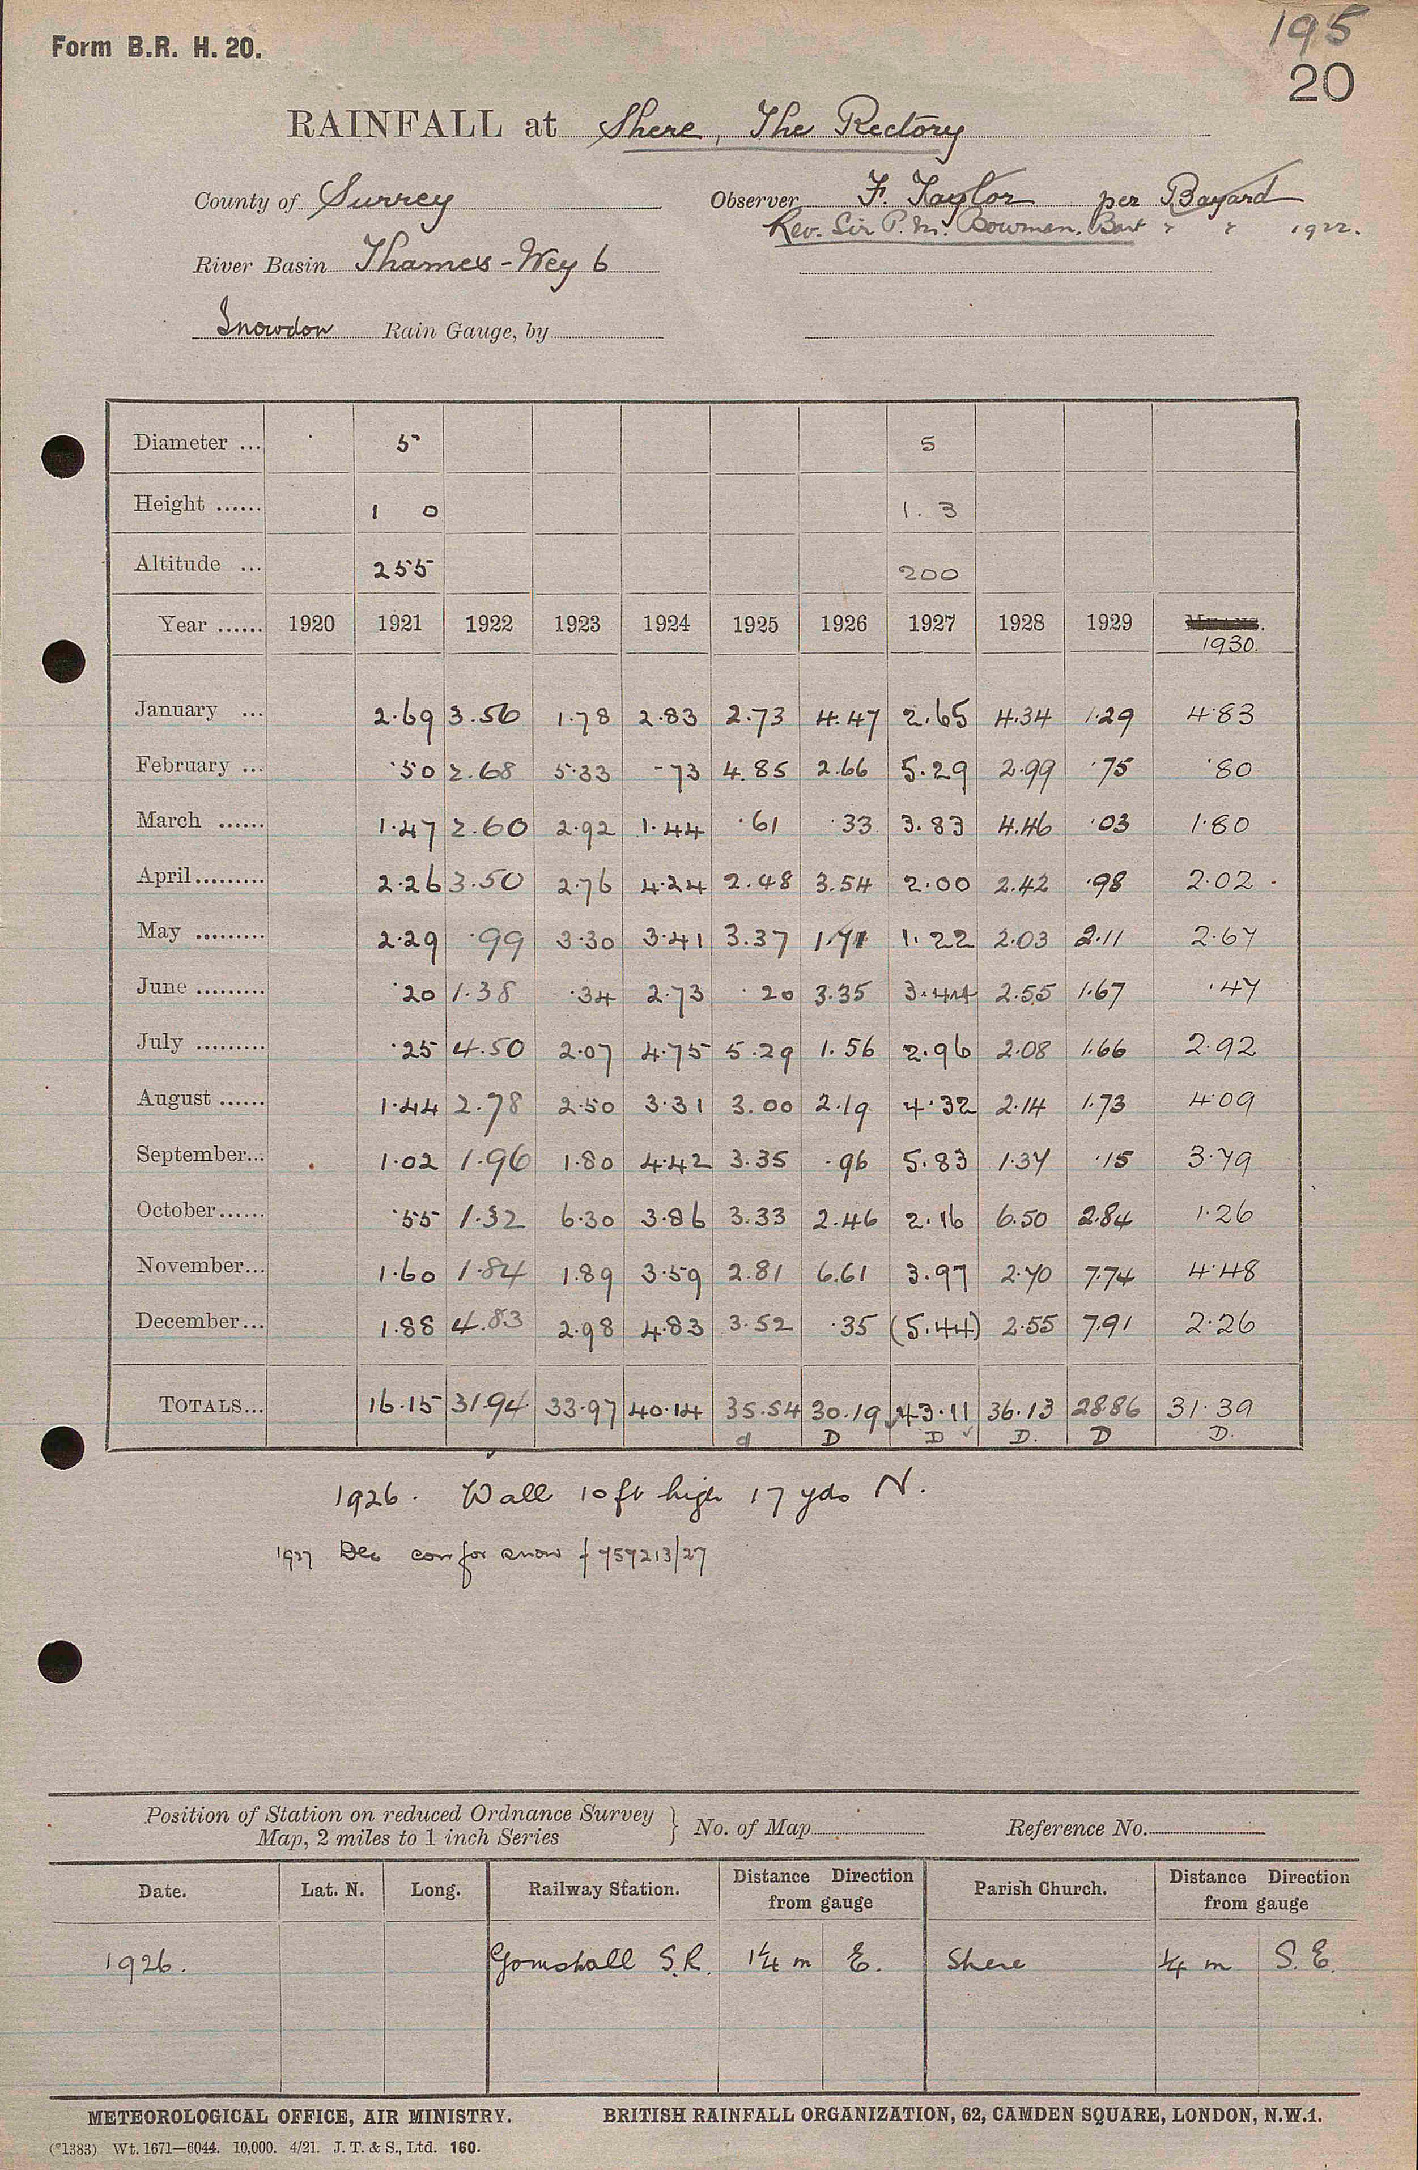 Form B.R. H. 20.
195
20
RAINFALL at Shere, The Rectory
County of Surrey
Observer F. Taylor per Bayard
Rev. Sir P. M. Bowman. Bart " " 1922.
River Basin Thames - Wey 6
Snowdon Rain Gauge, by
Diameter ... 5 5
Height ...... 1 0 1. 3
Altitude ... 255 200
Year ...... 1920 1921 1922 1923 1924 1925 1926 1927 1928 1929 1930.
January ... 2.69 3.56 1.78 2.83 2.73 4.47 2.65 4.34 1.29 4.83
February ... .50 2.68 5.33 .73 4.85 2.66 5.29 2.99 .75 .80
March ...... 1.47 2.60 2.92 1.44 .61 .33 3.83 4.46 .03 1.80
April......... 2.26 3.50 2.76 4.24 2.48 3.54 2.00 2.42 .98 2.02
May ......... 2.29 .99 3.30 3.41 3.37 1.71 1.22 2.03 2.11 2.67
June ......... .20 1.38 .34 2.73 .20 3.35 3.44 2.55 1.67 .47
July ......... .25 4.50 2.07 4.75 5.29 1.56 2.96 2.08 1.66 2.92
August ...... 1.44 2.78 2.50 3.31 3.00 2.19 4.32 2.14 1.73 4.09
September... 1.02 1.96 1.80 4.42 3.35 .96 5.83 1.37 .15 3.79
October...... .55 1.32 6.30 3.86 3.33 2.46 2.16 6.50 2.84 1.26
November... 1.60 1.84 1.89 3.59 2.81 6.61 3.97 2.70 7.74 4.48
December... 1.88 4.83 2.98 4.83 3.52 .35 (5.44) 2.55 7.91 2.26
TOTALS... 16.15 31.94 33.97 40.14 35.54 30.19 43.11 36.13 28.86 31.39
d D D ✓ D. D D.
1926. Wall 10 ft high 17 yds N.
1927 Dec corr for snow f 757213/27
Position of Station on reduced Ordnance Survey
Map, 2 miles to 1 inch Series } No. of Map Reference No.
Date. Lat. N. Long. Railway Station. Distance Direction from gauge Parish Church. Distance Direction from gauge
1926. Gomshall S.R. 1¼ m E. Shere ¼ m S. E.
METEOROLOGICAL OFFICE, AIR MINISTRY. BRITISH RAINFALL ORGANIZATION, 62, CAMDEN SQUARE, LONDON, N.W.1.
(*1383) Wt. 1671—6044. 10,000. 4/21. J. T. & S., Ltd. 160.